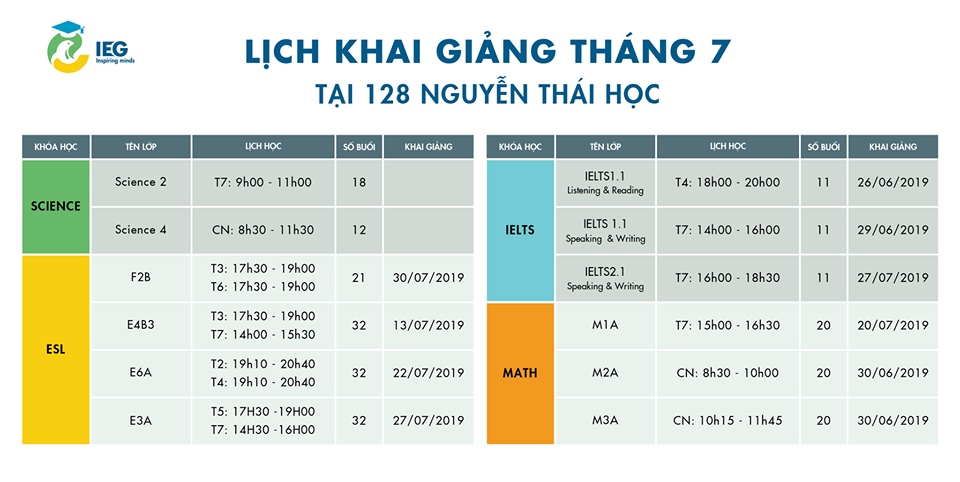 IEG
Inspiring minds
LỊCH KHAI GIẢNG THÁNG 7
TẠI 128 NGUYỄN THÁI HỌC
KHÓA HỌC TÊN LỚP LỊCH HỌC SỐ BUỔI KHAI GIẢNG
SCIENCE
Science 2 T7: 9h00 - 11h00 18
Science 4 CN: 8h30 - 11h30 12
ESL
F2B T3: 17h30 - 19h00 21 30/07/2019
T6: 17h30 - 19h00
E4B3 T3: 17h30 - 19h00 32 13/07/2019
T7: 14h00 - 15h30
E6A T2: 19h10 - 20h40 32 22/07/2019
T4: 19h10 - 20h40
E3A T5: 17H30 -19H00 32 27/07/2019
T7: 14H30 -16H00
KHÓA HỌC TÊN LỚP LỊCH HỌC SỐ BUỔI KHAI GIẢNG
IELTS
IELTS1.1 T4: 18h00 - 20h00 11 26/06/2019
Listening & Reading
IELTS 1.1 T7: 14h00 - 16h00 11 29/06/2019
Speaking & Writing
IELTS2.1 T7: 16h00 - 18h30 11 27/07/2019
Speaking & Writing
MATH
M1A T7: 15h00 - 16h30 20 20/07/2019
M2A CN: 8h30 - 10h00 20 30/06/2019
M3A CN: 10h15 - 11h45 20 30/06/2019